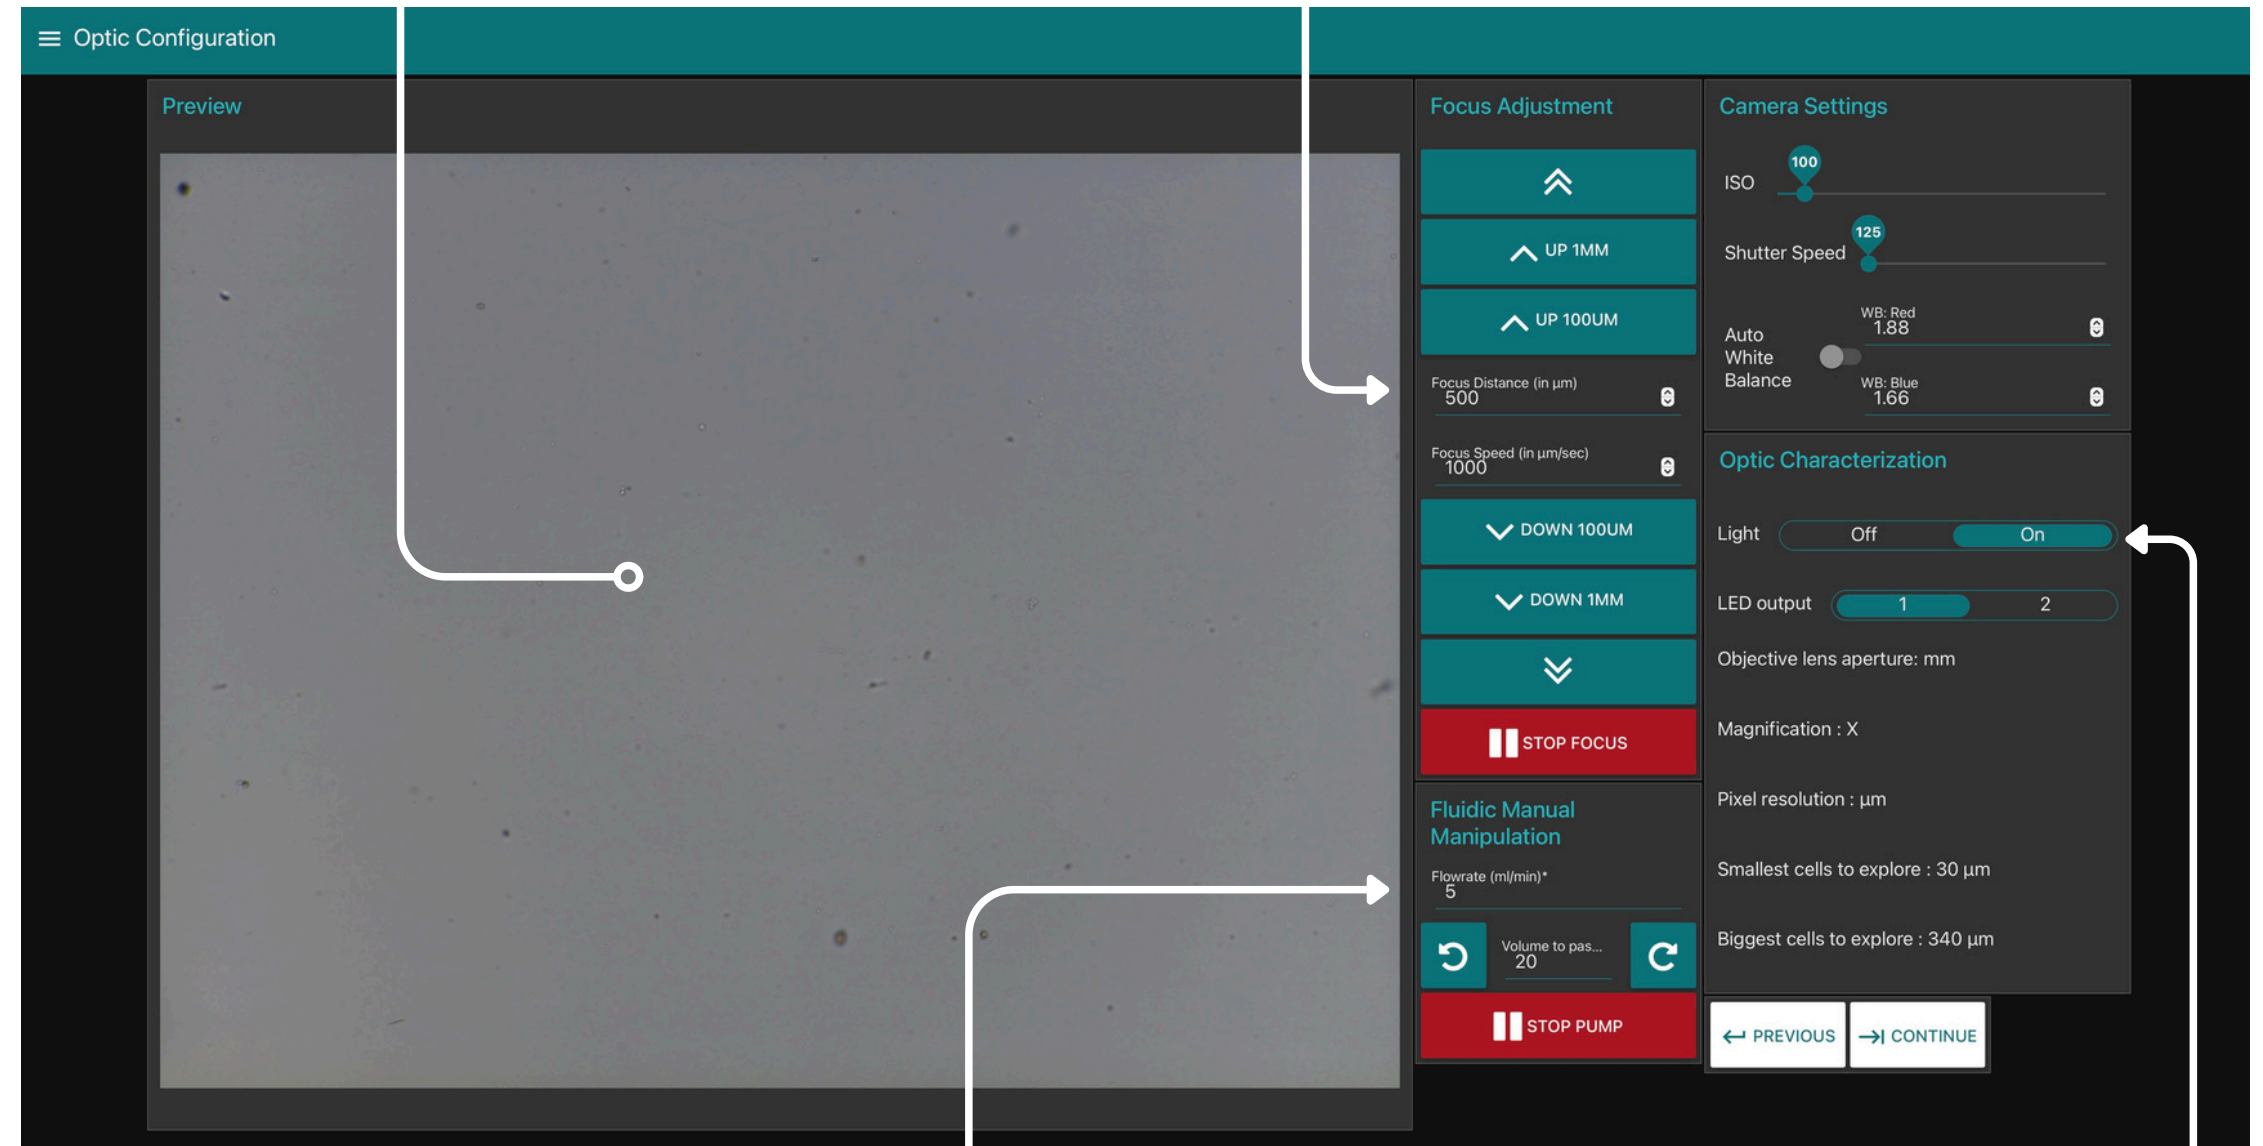 Optic Configuration
Preview
Focus Adjustment
UP 1MM
UP 100UM
Focus Distance (in µm)
500
Focus Speed (in µm/sec)
1000
DOWN 100UM
DOWN 1MM
STOP FOCUS
Fluidic Manual
Manipulation
Flowrate (ml/min)*
5
Volume to pas...
20
STOP PUMP
Camera Settings
100
ISO
125
Shutter Speed
Auto
White
Balance
WB: Red
1.88
WB: Blue
1.66
Optic Characterization
Light Off On
LED output 1 2
Objective lens aperture: mm
Magnification : X
Pixel resolution : µm
Smallest cells to explore : 30 µm
Biggest cells to explore : 340 µm
PREVIOUS CONTINUE